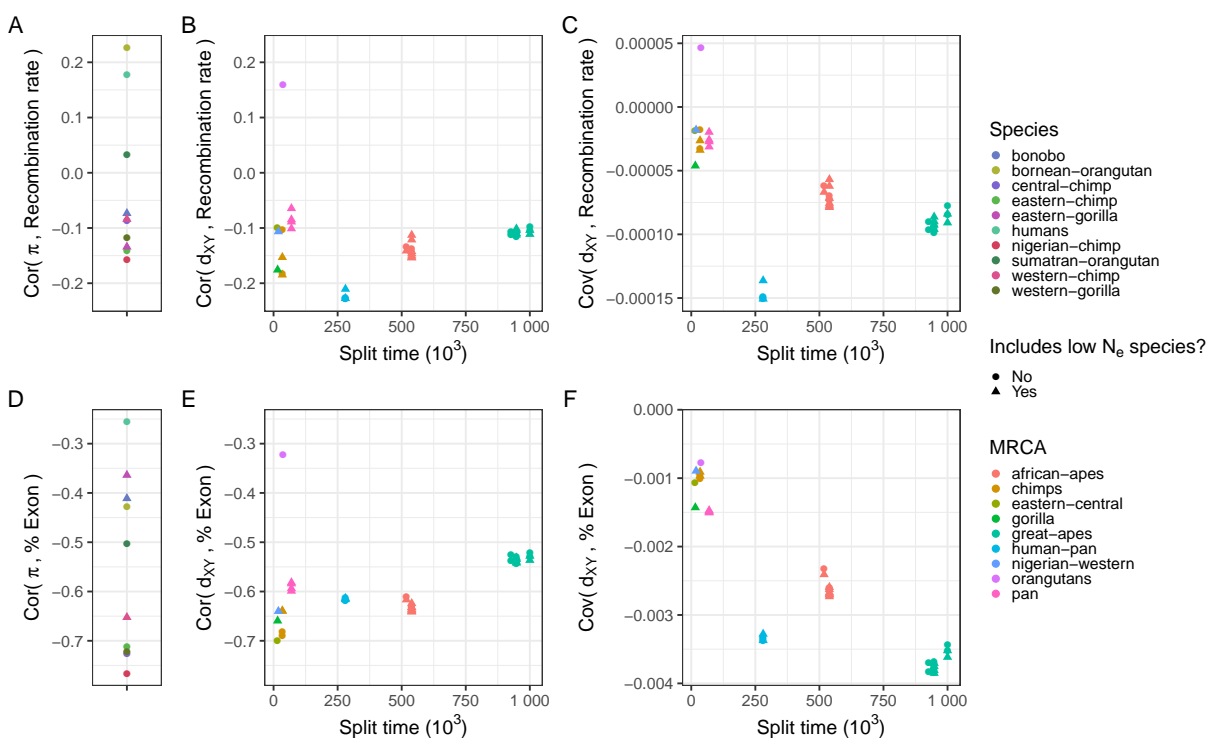 A
Cor( π , Recombination rate )
0.2
0.1
0.0
−0.1
−0.2
B
Cor( dXY , Recombination rate )
0.2
0.1
0.0
−0.1
−0.2
0
250
500
750
1 000
Split time (10³)
C
Cov( dXY , Recombination rate )
0.00005
0.00000
−0.00005
−0.00010
−0.00015
0
250
500
750
1 000
Split time (10³)
D
Cor( π , % Exon )
−0.3
−0.4
−0.5
−0.6
−0.7
E
Cor( dXY , % Exon )
−0.3
−0.4
−0.5
−0.6
−0.7
0
250
500
750
1 000
Split time (10³)
F
Cov( dXY , % Exon )
0.000
−0.001
−0.002
−0.003
−0.004
0
250
500
750
1 000
Split time (10³)
Species
bonobo
bornean−orangutan
central−chimp
eastern−chimp
eastern−gorilla
humans
nigerian−chimp
sumatran−orangutan
western−chimp
western−gorilla
Includes low Ne species?
No
Yes
MRCA
african−apes
chimps
eastern−central
gorilla
great−apes
human−pan
nigerian−western
orangutans
pan